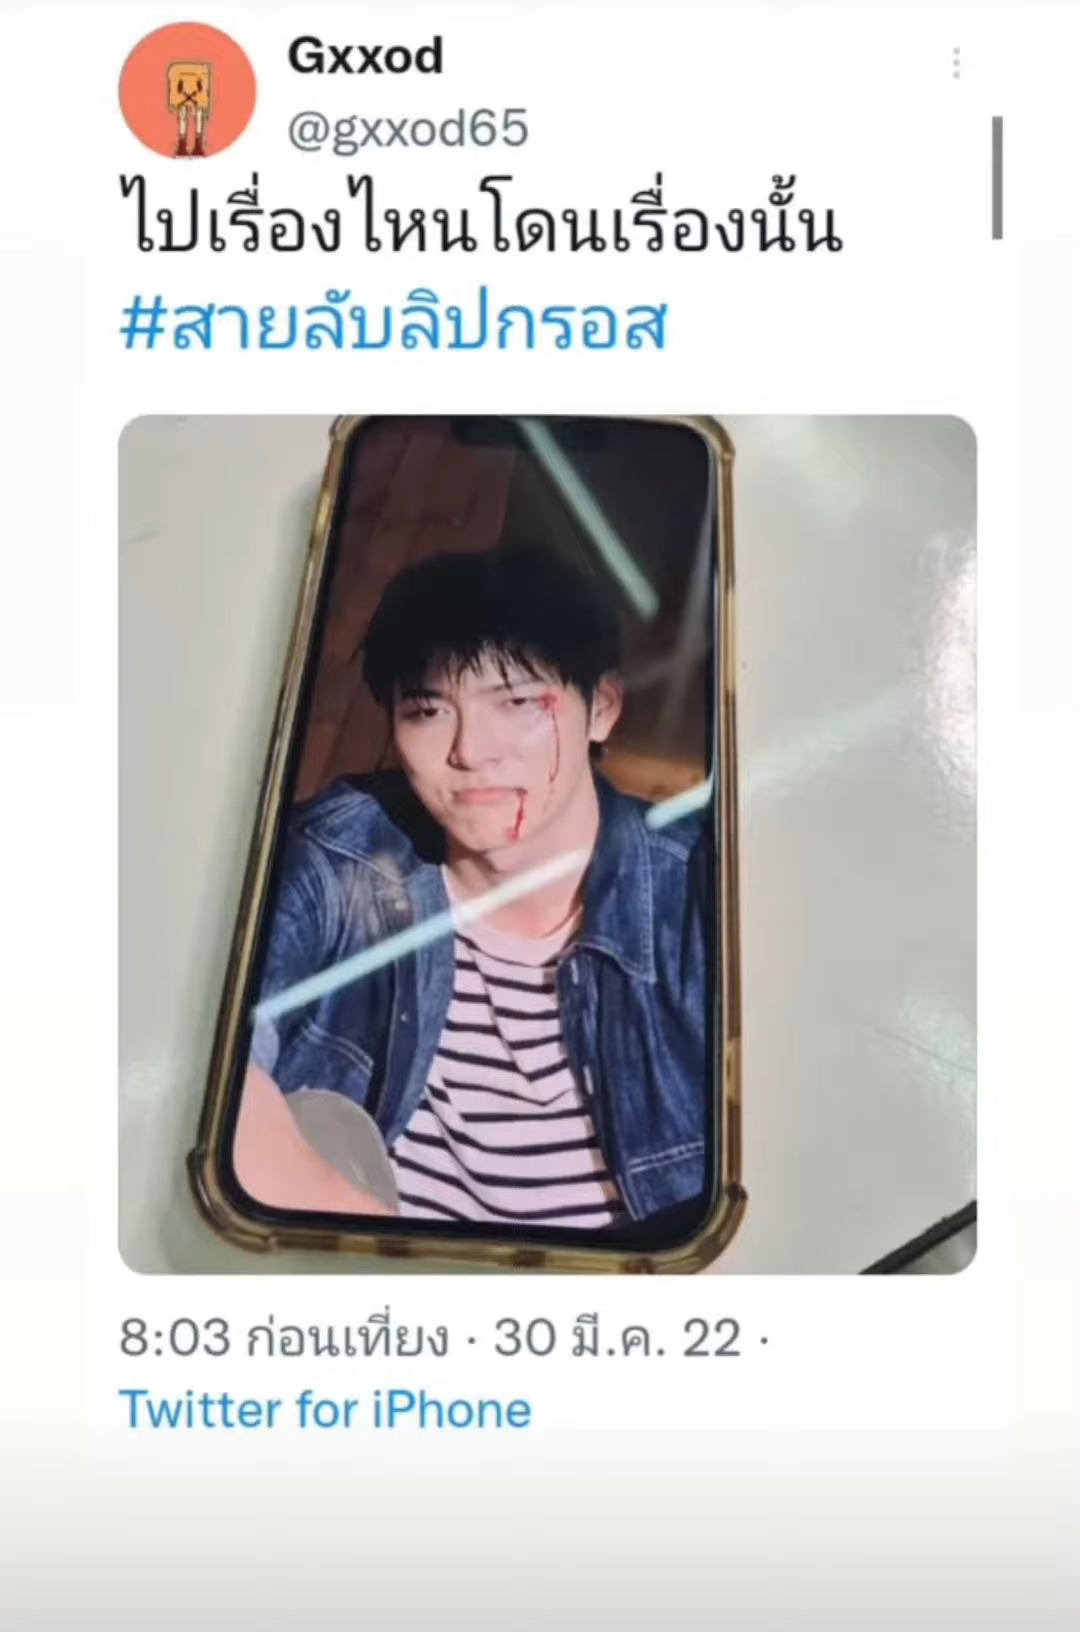 Gxxod
@gxxod65
ไปเรื่องไหนโดนเรื่องนั้น
#สายลับลิปกรอส
8:03 ก่อนเที่ยง · 30 มี.ค. 22 ·
Twitter for iPhone